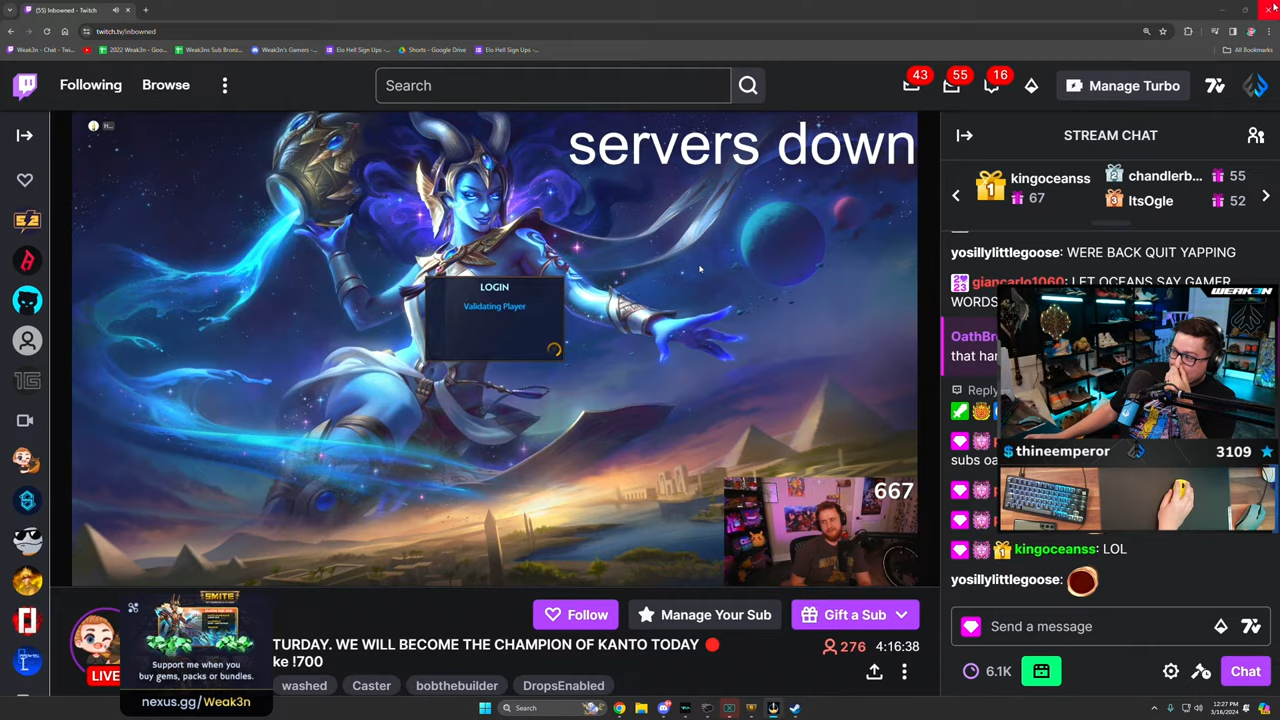 (55) Inbowned - Twitch
twitch.tv/inbowned
Weak3n - Chat - Twi...
2022 Weak3n - Goo...
Weak3ns Sub Bronz...
Weak3n's Gamers -...
Elo Hell Sign Ups -...
Shorts - Google Drive
Elo Hell Sign Ups -...
All Bookmarks
Following
Browse
Search
43
55
16
Manage Turbo
servers down
STREAM CHAT
1
kingoceanss
67
2
chandlerb...
55
3
ItsOgle
52
yosillylittlegoose: WERE BACK QUIT YAPPING
giancarlo1060: LET OCEANS SAY GAMER
WORDS
WEAK3N
LOGIN
Validating Player
OathBr
that har
Reply
subs oa
thineemperor
3109
667
kingoceanss: LOL
yosillylittlegoose:
Send a message
6.1K
Chat
Follow
Manage Your Sub
Gift a Sub
TURDAY. WE WILL BECOME THE CHAMPION OF KANTO TODAY
ke !700
276
4:16:38
LIVE
washed
Caster
bobthebuilder
DropsEnabled
SMITE
Support me when you
buy gems, packs or bundles.
nexus.gg/Weak3n
Search
12:27 PM
3/16/2024